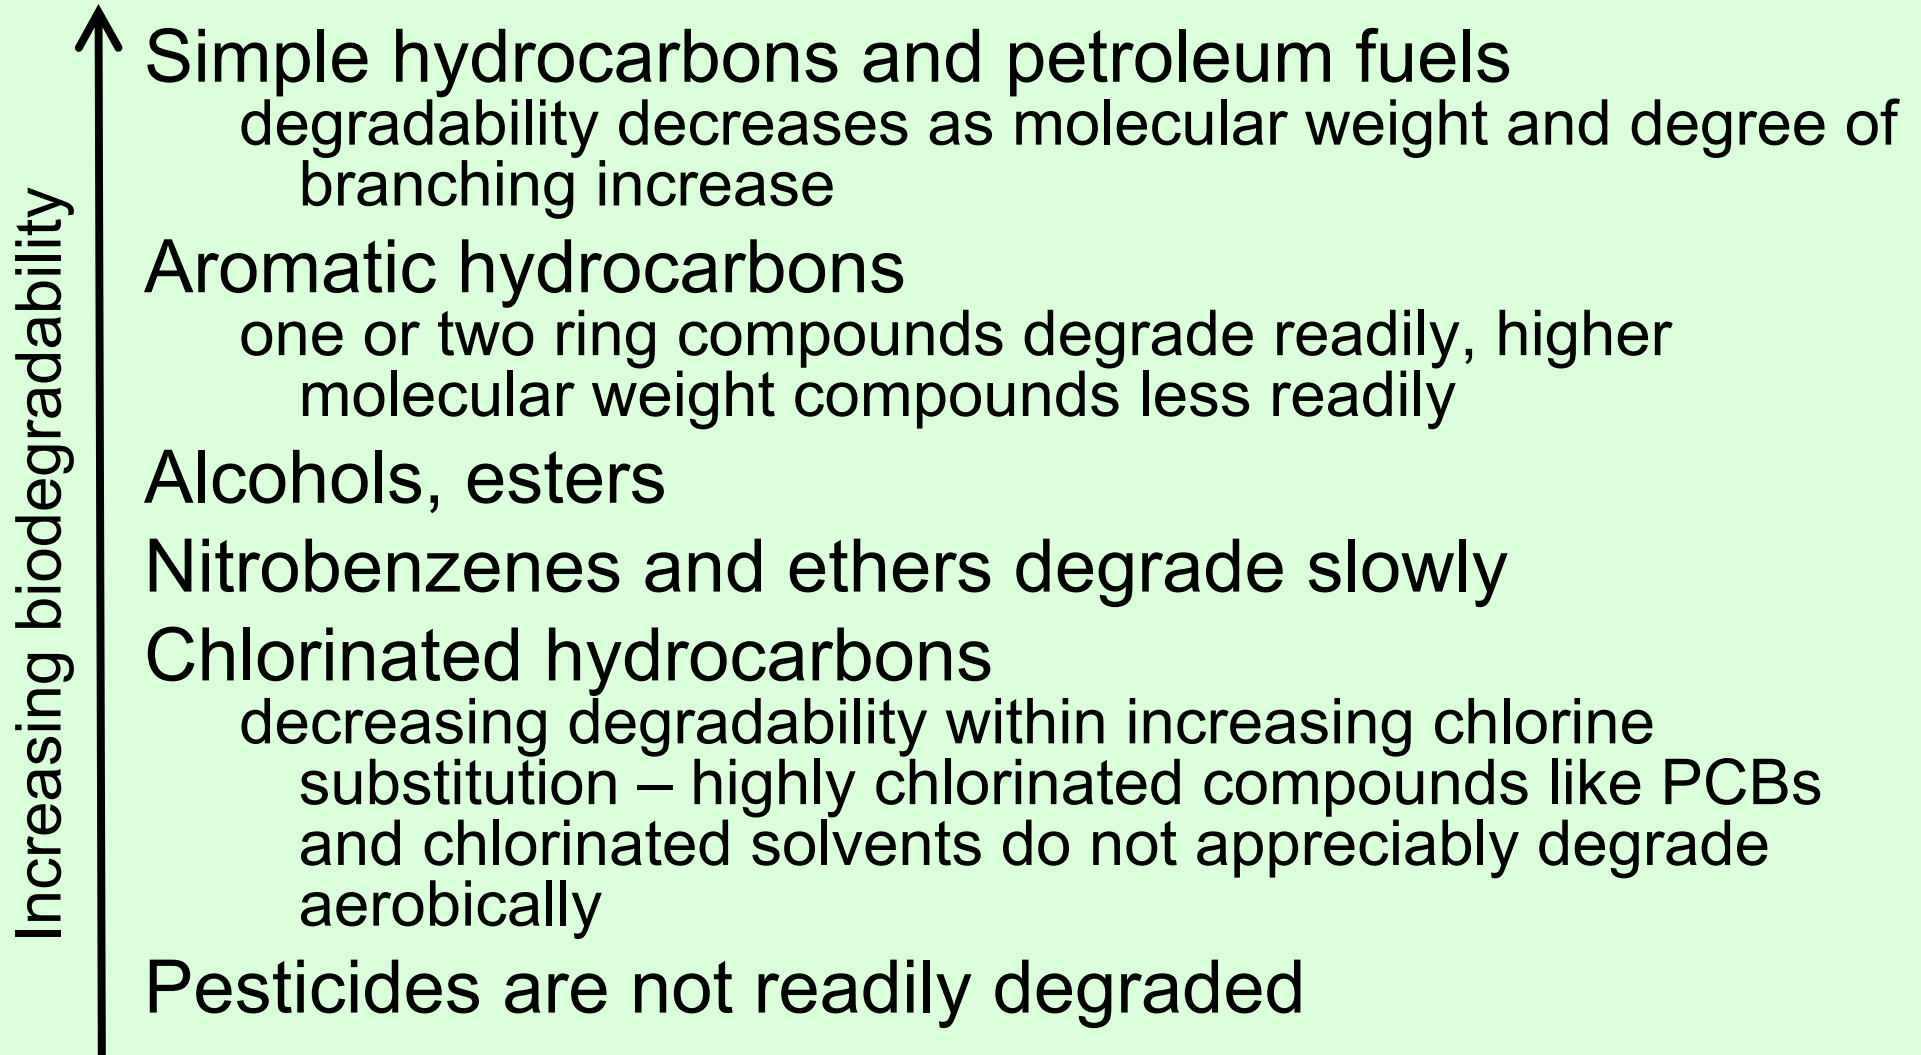 Increasing biodegradability
Simple hydrocarbons and petroleum fuels
degradability decreases as molecular weight and degree of
branching increase
Aromatic hydrocarbons
one or two ring compounds degrade readily, higher
molecular weight compounds less readily
Alcohols, esters
Nitrobenzenes and ethers degrade slowly
Chlorinated hydrocarbons
decreasing degradability within increasing chlorine
substitution – highly chlorinated compounds like PCBs
and chlorinated solvents do not appreciably degrade
aerobically
Pesticides are not readily degraded